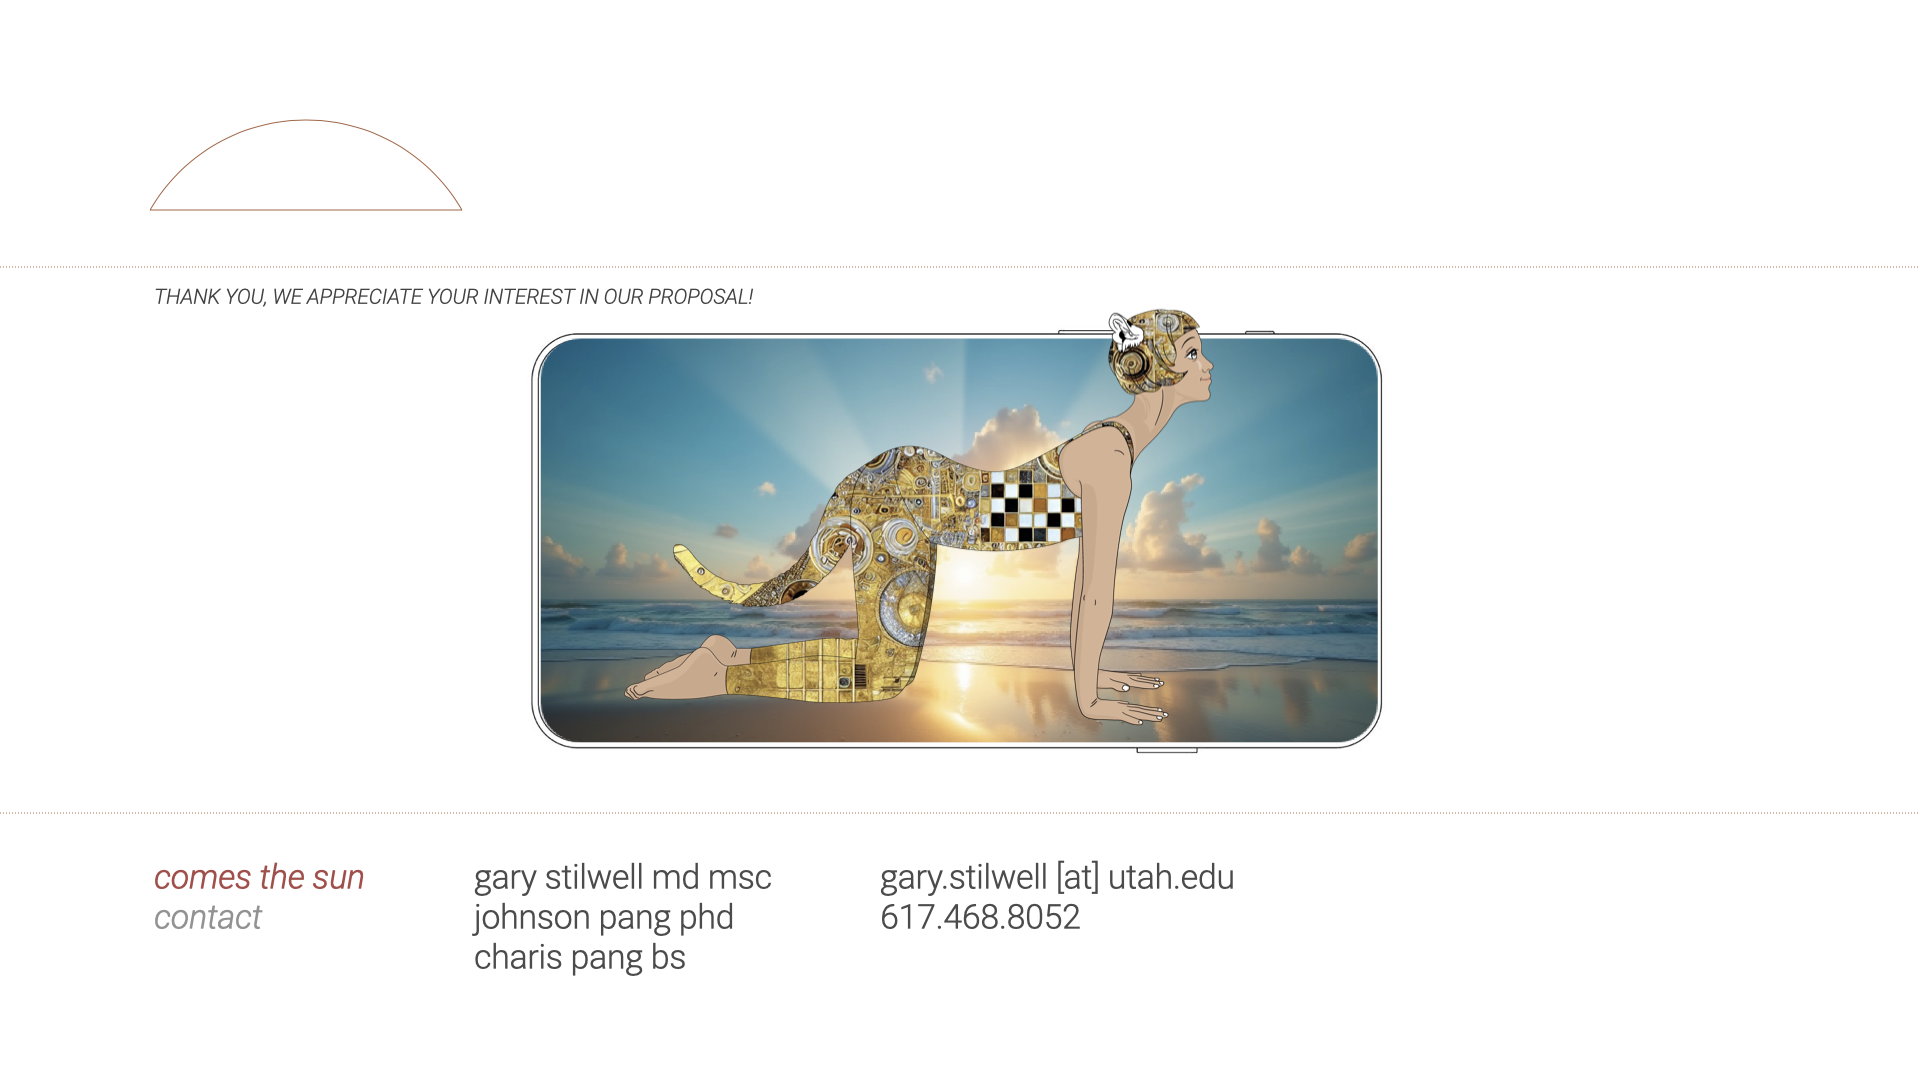 THANK YOU, WE APPRECIATE YOUR INTEREST IN OUR PROPOSAL!
comes the sun
contact
gary stilwell md msc
johnson pang phd
charis pang bs
gary.stilwell [at] utah.edu
617.468.8052